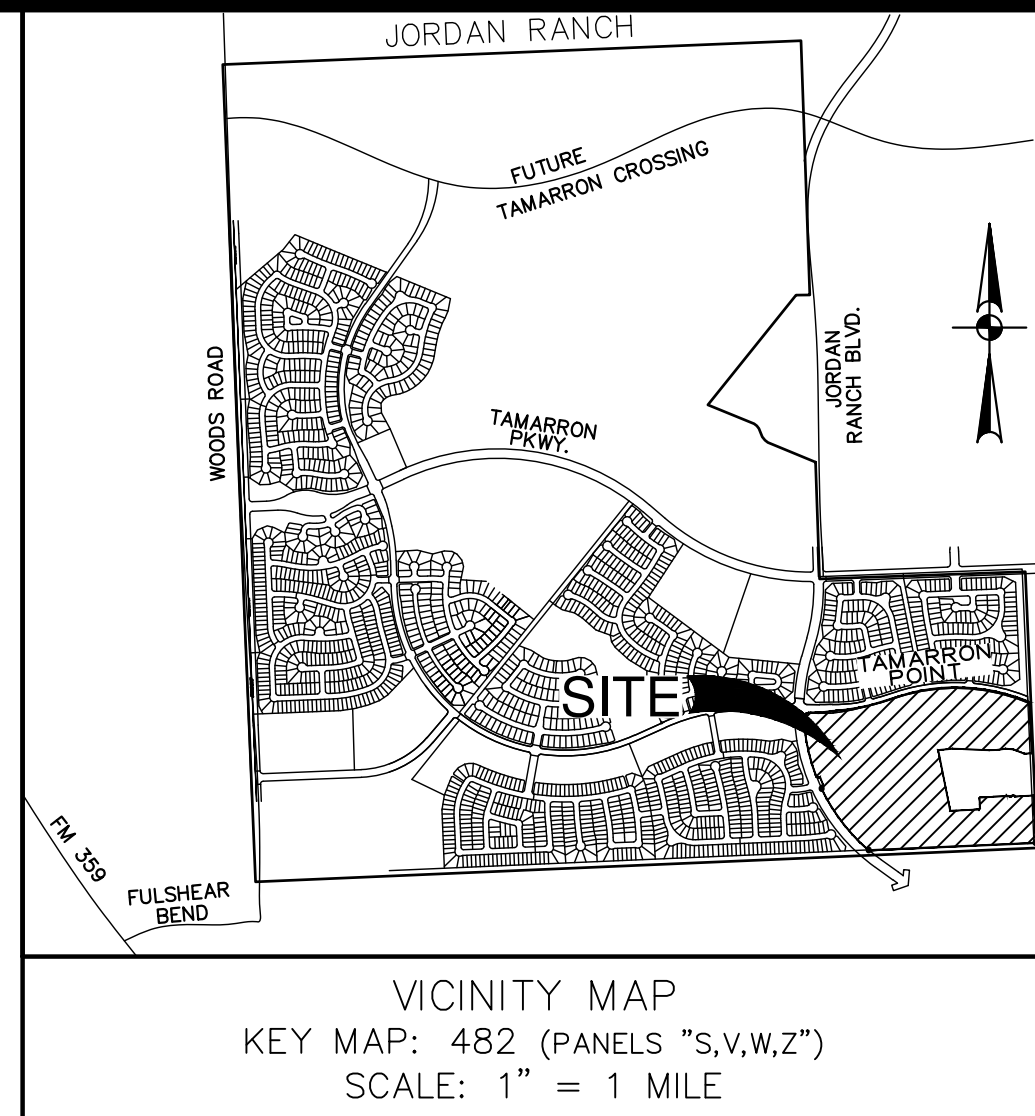 JORDAN RANCH
FUTURE
TAMARRON CROSSING
JORDAN
RANCH BLVD.
WOODS ROAD
TAMARRON
PKWY.
TAMARRON
POINT
SITE
FM 359
FULSHEAR
BEND
VICINITY MAP
KEY MAP: 482 (PANELS "S,V,W,Z")
SCALE: 1" = 1 MILE